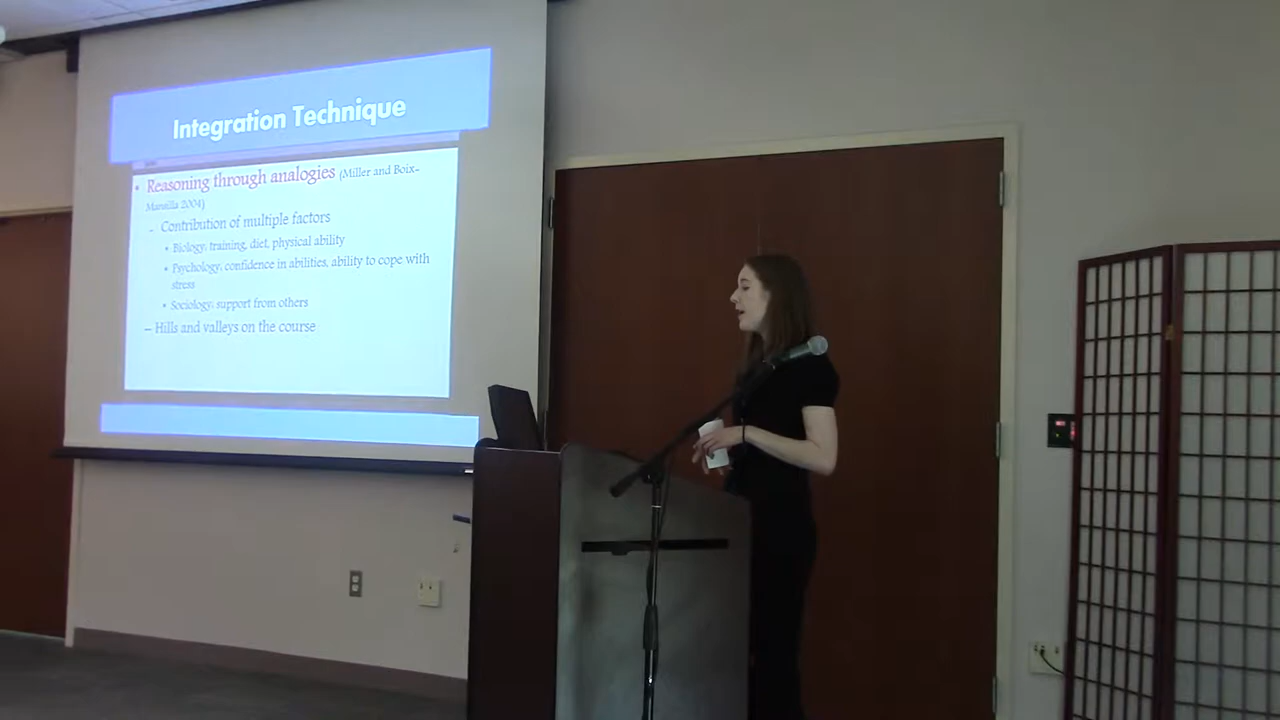 Integration Technique
• Reasoning through analogies (Miller and Boix-
Mansilla 2004)
– Contribution of multiple factors
• Biology: training, diet, physical ability
• Psychology: confidence in abilities, ability to cope with
stress
• Sociology: support from others
– Hills and valleys on the course